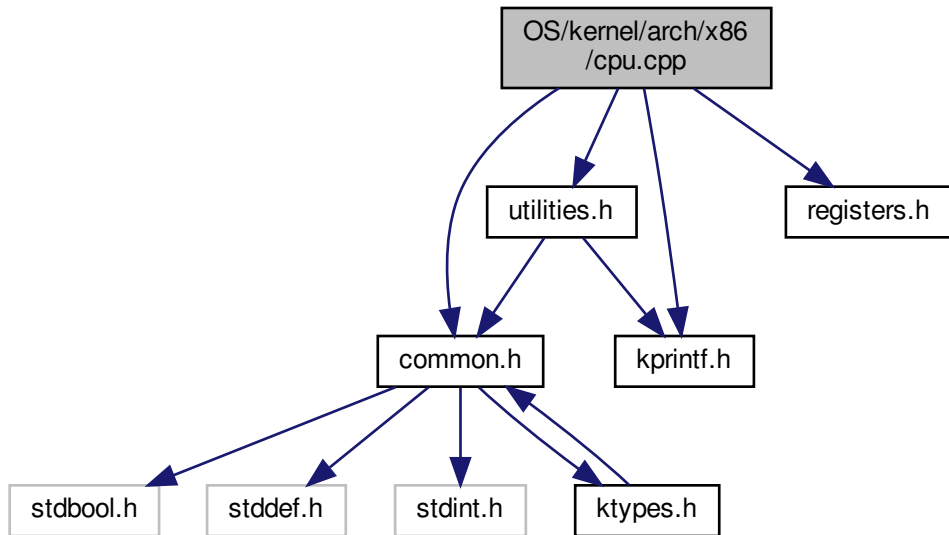 OS/kernel/arch/x86
/cpu.cpp
utilities.h
registers.h
common.h
kprintf.h
stdbool.h
stddef.h
stdint.h
ktypes.h